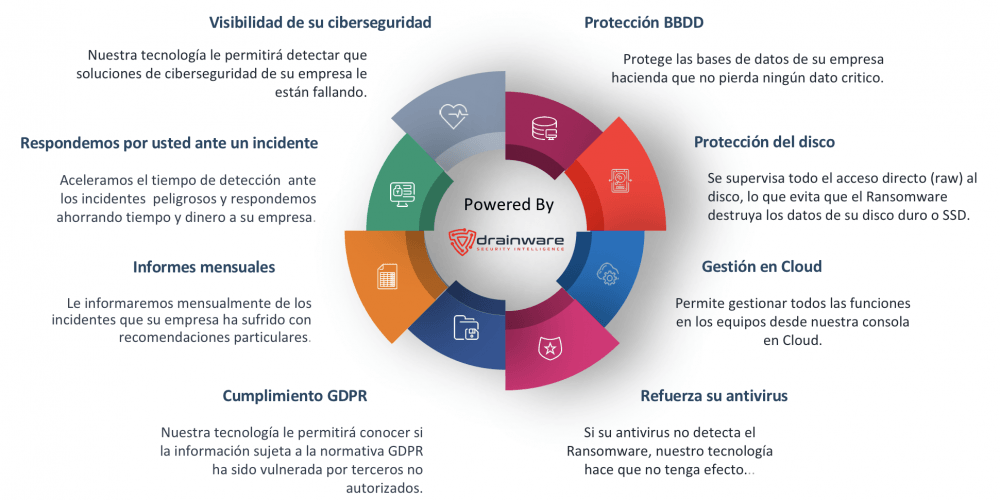 Visibilidad de su ciberseguridad
Nuestra tecnología le permitirá detectar que
soluciones de ciberseguridad de su empresa le
están fallando.
Protección BBDD
Protege las bases de datos de su empresa
hacienda que no pierda ningún dato critico.
Respondemos por usted ante un incidente
Aceleramos el tiempo de detección ante
los incidentes peligrosos y respondemos
ahorrando tiempo y dinero a su empresa.
Protección del disco
Se supervisa todo el acceso directo (raw) al
disco, lo que evita que el Ransomware
destruya los datos de su disco duro o SSD.
Powered By
drainware
SECURITY INTELLIGENCE
Informes mensuales
Le informaremos mensualmente de los
incidentes que su empresa ha sufrido con
recomendaciones particulares.
Gestión en Cloud
Permite gestionar todos las funciones
en los equipos desde nuestra consola
en Cloud.
Cumplimiento GDPR
Nuestra tecnología le permitirá conocer si
la información sujeta a la normativa GDPR
ha sido vulnerada por terceros no
autorizados.
Refuerza su antivirus
Si su antivirus no detecta el
Ransomware, nuestro tecnología
hace que no tenga efecto...